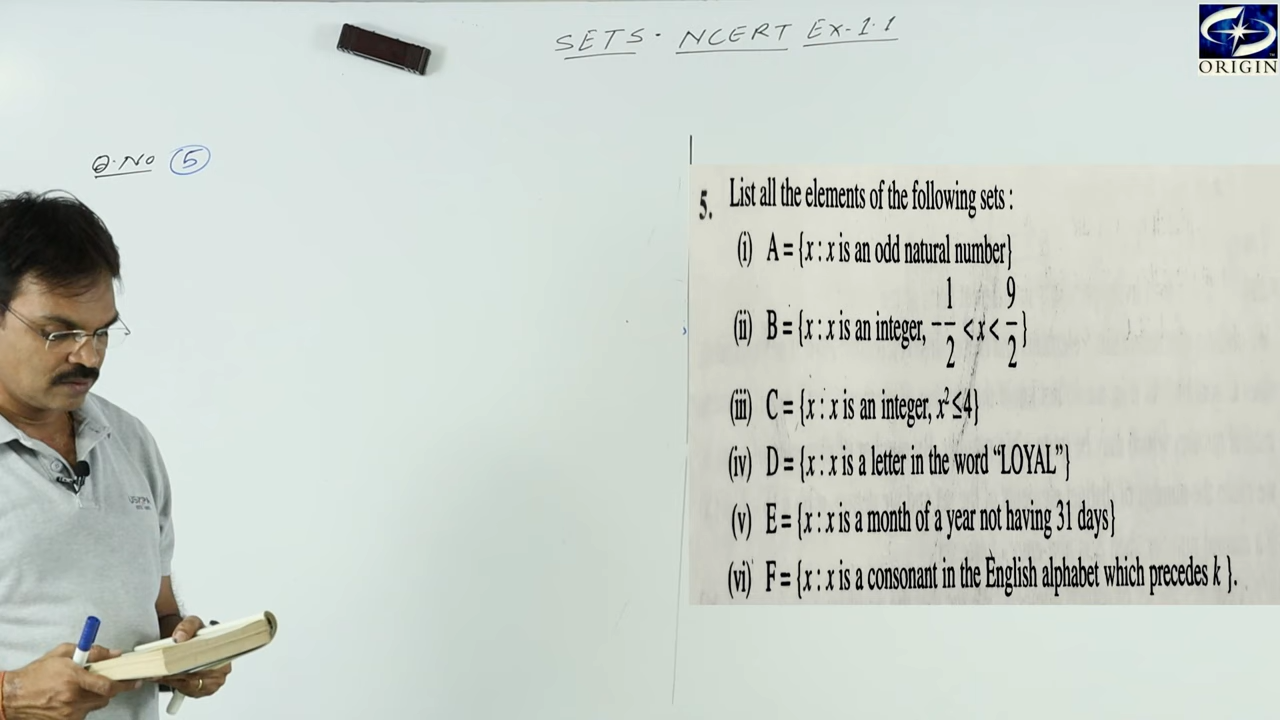 SETS. NCERT Ex-1.1
ORIGIN
Q.No 5
5. List all the elements of the following sets :
(i) A = {x : x is an odd natural number}
(ii) B = {x : x is an integer, -1/2 < x < 9/2}
(iii) C = {x : x is an integer, x² ≤ 4}
(iv) D = {x : x is a letter in the word “LOYAL”}
(v) E = {x : x is a month of a year not having 31 days}
(vi) F = {x : x is a consonant in the English alphabet which precedes k }.